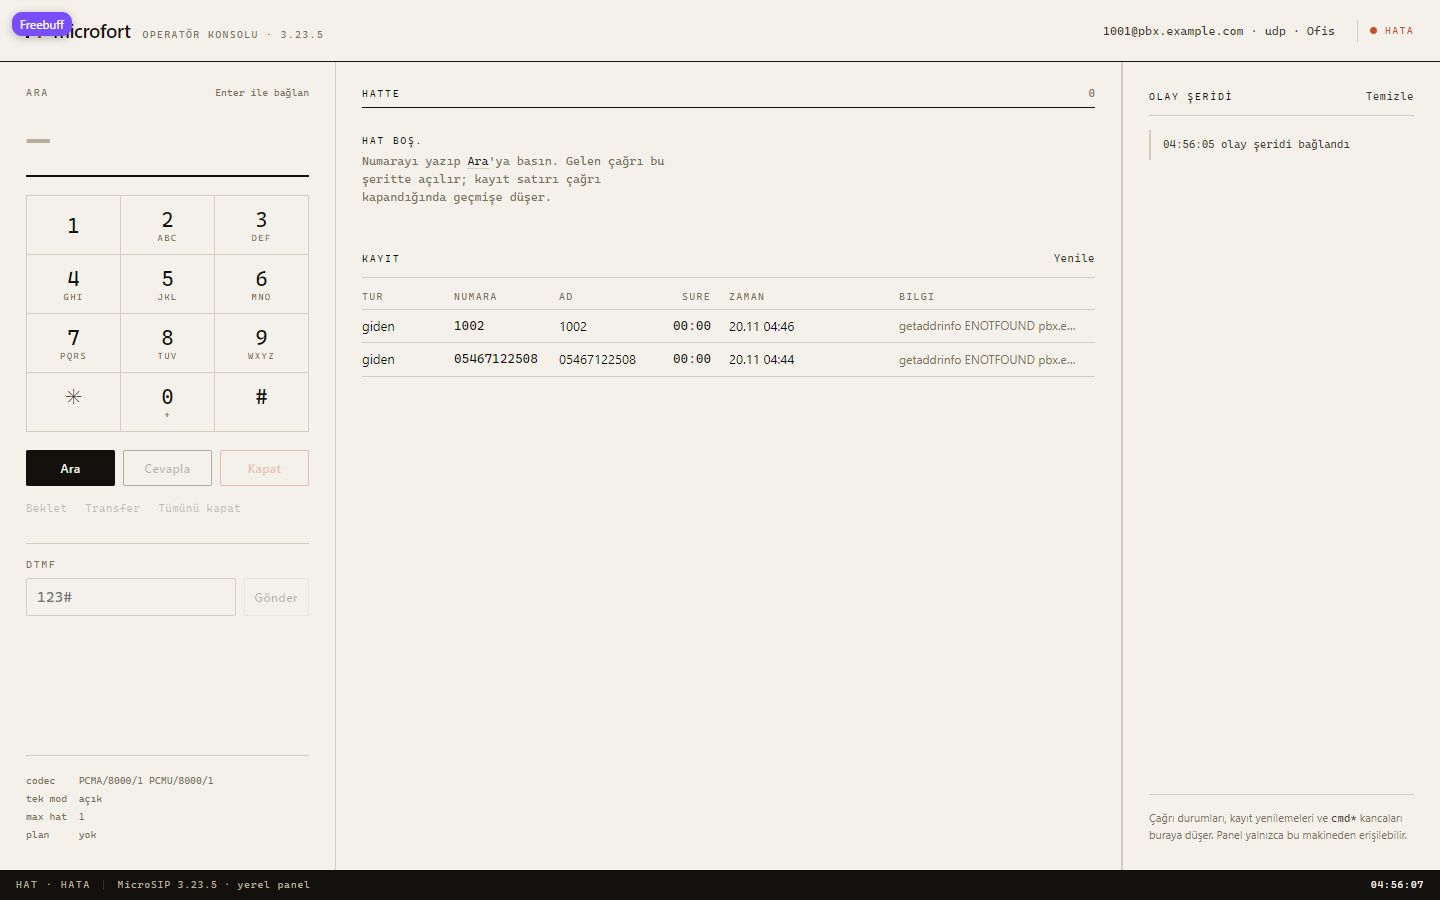 Freebuff
microfort OPERATÖR KONSOLU · 3.23.5
1001@pbx.example.com · udp · Ofis
HATA
ARA
Enter ile bağlan
1
2
ABC
3
DEF
4
GHI
5
JKL
6
MNO
7
PQRS
8
TUV
9
WXYZ
✳
0
+
#
Ara
Cevapla
Kapat
Beklet Transfer Tümünü kapat
DTMF
123#
Gönder
codec PCMA/8000/1 PCMU/8000/1
tek mod açık
max hat 1
plan yok
HATTE
0
HAT BOŞ.
Numarayı yazıp Ara'ya basın. Gelen çağrı bu
şeritte açılır; kayıt satırı çağrı
kapandığında geçmişe düşer.
KAYIT
Yenile
TUR NUMARA AD SURE ZAMAN BILGI
giden 1002 1002 00:00 20.11 04:46 getaddrinfo ENOTFOUND pbx.e...
giden 05467122508 05467122508 00:00 20.11 04:44 getaddrinfo ENOTFOUND pbx.e...
OLAY ŞERİDİ
Temizle
04:56:05 olay şeridi bağlandı
Çağrı durumları, kayıt yenilemeleri ve cmd* kancaları
buraya düşer. Panel yalnızca bu makineden erişilebilir.
HAT · HATA
MicroSIP 3.23.5 · yerel panel
04:56:07